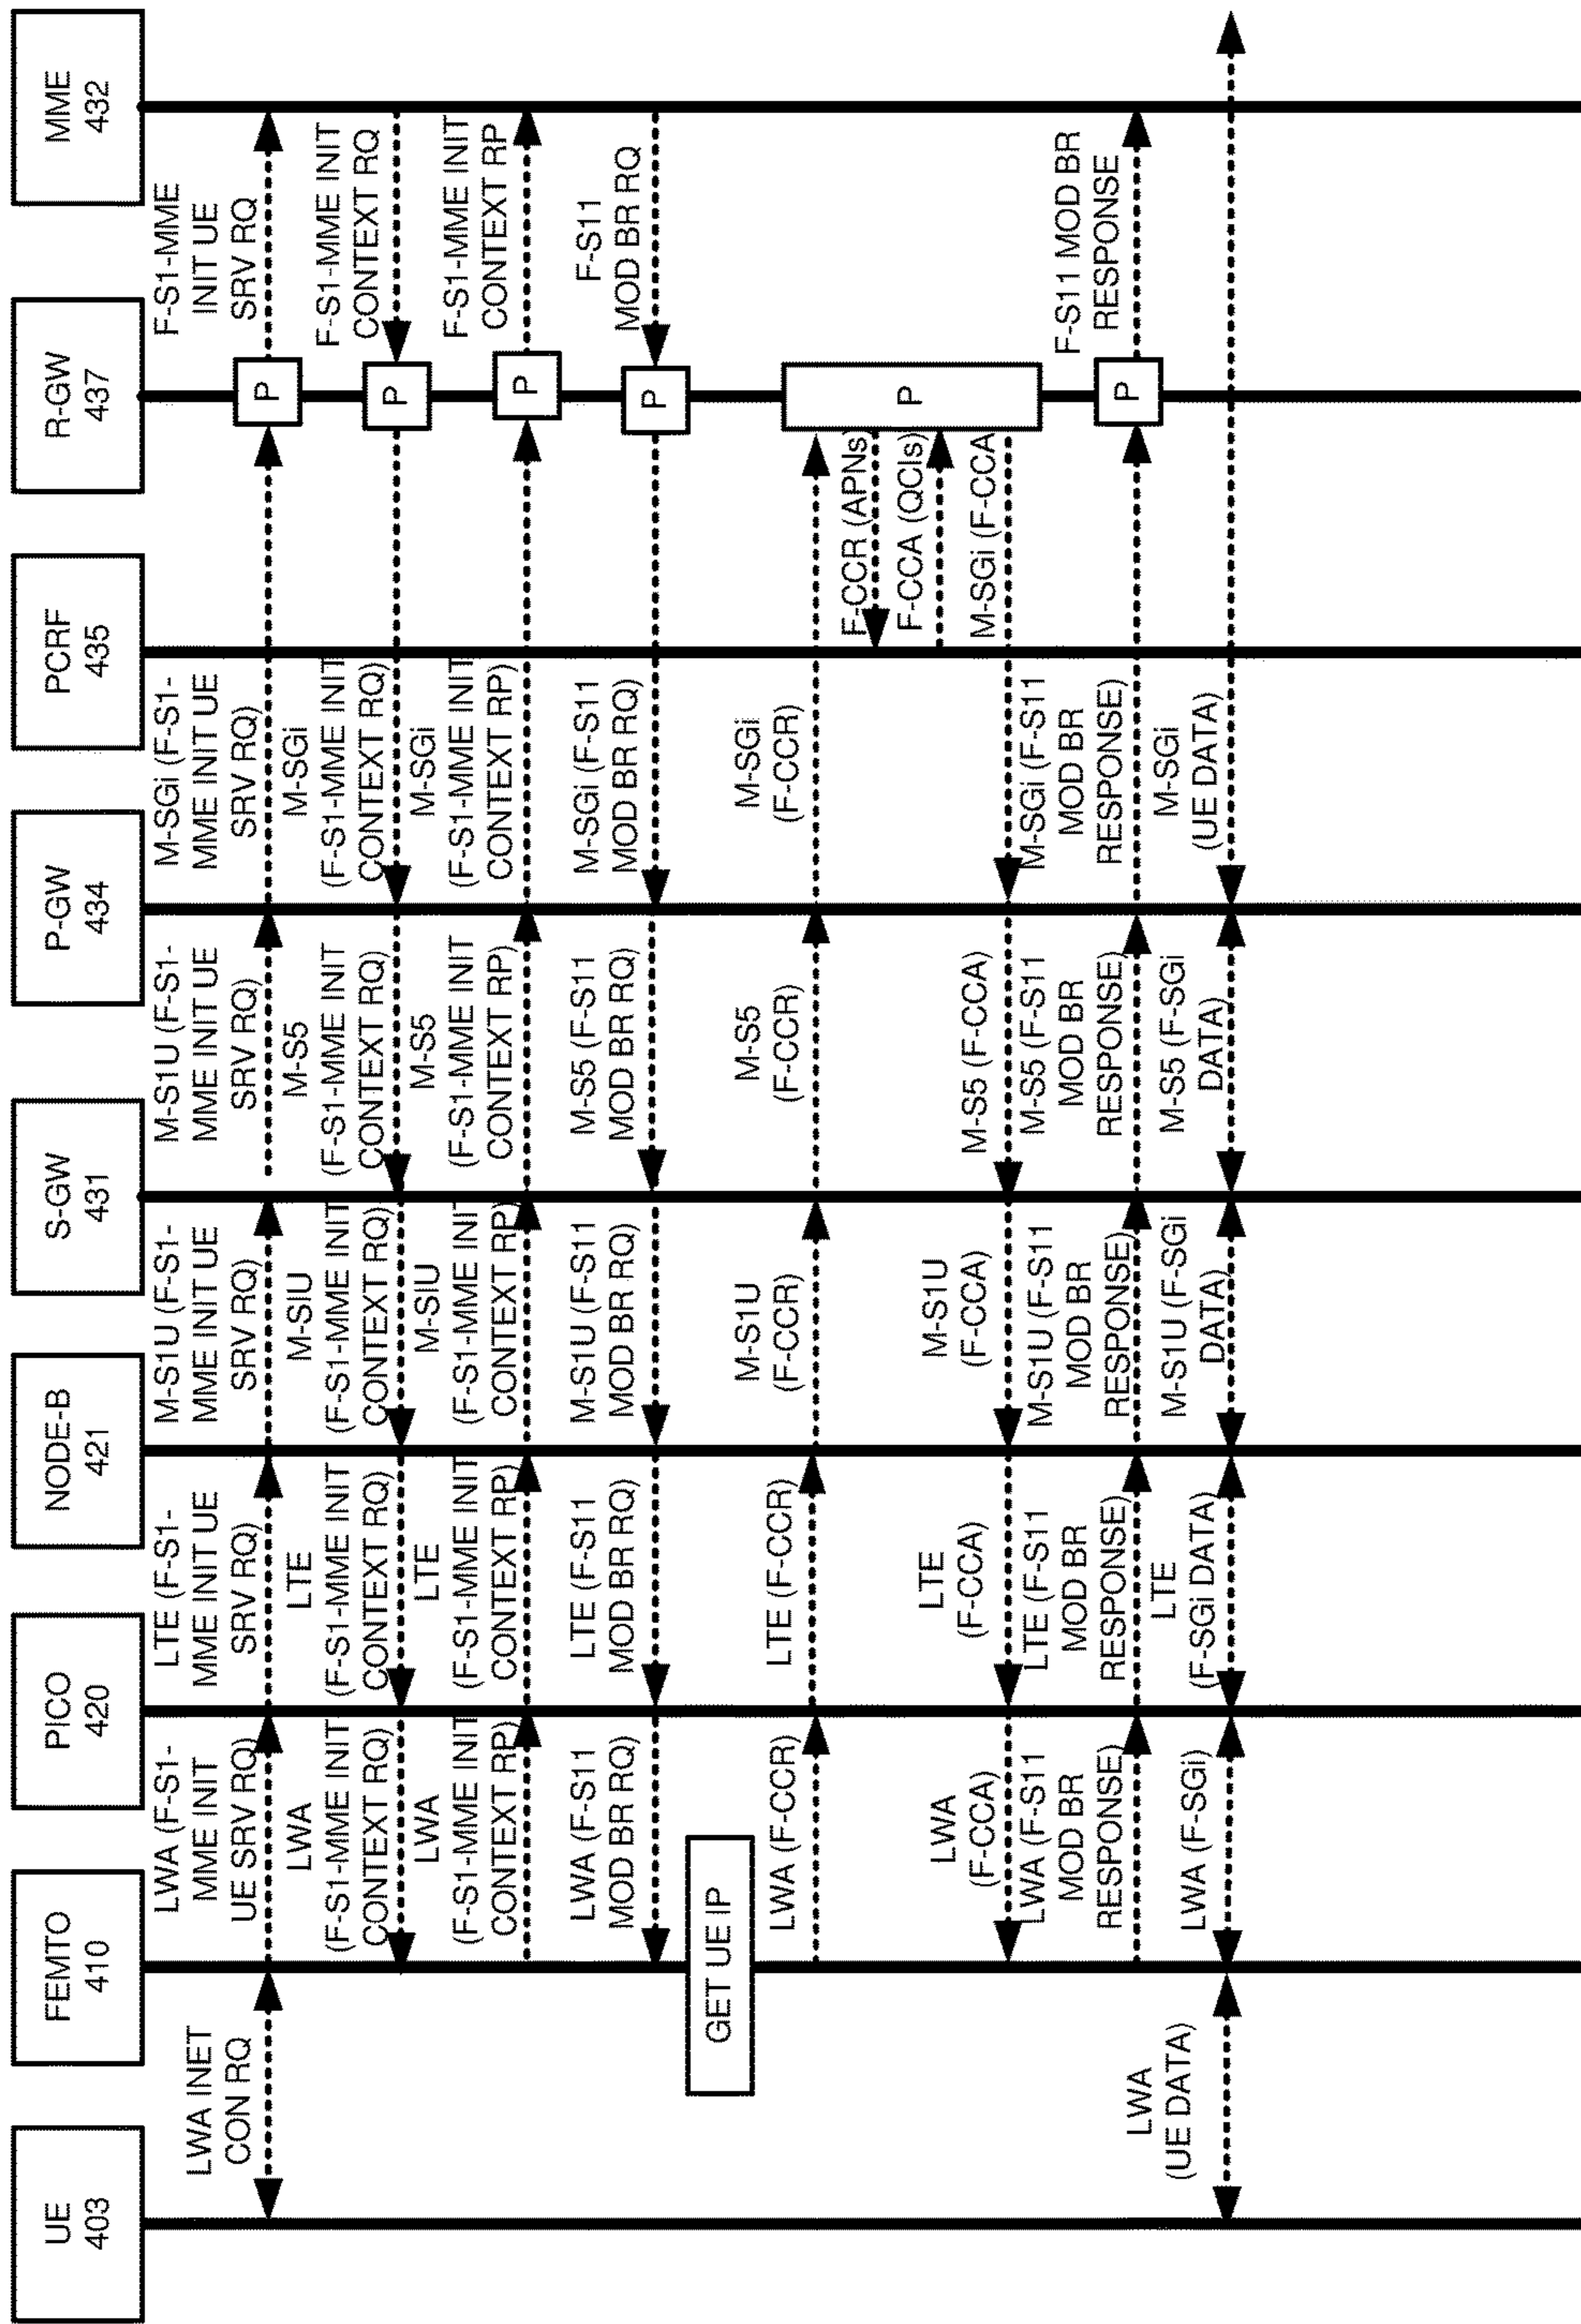 UE
403
FEMTO
410
PICO
420
NODE-B
421
S-GW
431
P-GW
434
PCRF
435
R-GW
437
MME
432
LWA INET
CON RQ
LWA (F-S1-
MME INIT
UE SRV RQ)
LTE (F-S1-
MME INIT UE
SRV RQ)
M-S1U (F-S1-
MME INIT UE
SRV RQ)
M-S1U (F-S1-
MME INIT UE
SRV RQ)
M-SGi (F-S1-
MME INIT UE
SRV RQ)
P
F-S1-MME
INIT UE
SRV RQ
LWA
(F-S1-MME INIT
CONTEXT RQ)
LTE
(F-S1-MME INIT
CONTEXT RQ)
M-SIU
(F-S1-MME INIT
CONTEXT RQ)
M-S5
(F-S1-MME INIT
CONTEXT RQ)
M-SGi
(F-S1-MME INIT
CONTEXT RQ)
P
F-S1-MME INIT
CONTEXT RQ
LWA
(F-S1-MME INIT
CONTEXT RP)
LTE
(F-S1-MME INIT
CONTEXT RP)
M-SIU
(F-S1-MME INIT
CONTEXT RP)
M-S5
(F-S1-MME INIT
CONTEXT RP)
M-SGi
(F-S1-MME INIT
CONTEXT RP)
P
F-S1-MME INIT
CONTEXT RP
LWA (F-S11
MOD BR RQ)
LTE (F-S11
MOD BR RQ)
M-S1U (F-S11
MOD BR RQ)
M-S5 (F-S11
MOD BR RQ)
M-SGi (F-S11
MOD BR RQ)
P
F-S11
MOD BR RQ
GET UE IP
LWA (F-CCR)
LTE (F-CCR)
M-S1U
(F-CCR)
M-S5
(F-CCR)
M-SGi
(F-CCR)
P
F-CCR (APNs)
F-CCA (QCIs)
LWA
(F-CCA)
LTE
(F-CCA)
M-S1U
(F-CCA)
M-S5 (F-CCA)
M-SGi (F-CCA
LWA (F-S11
MOD BR
RESPONSE)
LTE (F-S11
MOD BR
RESPONSE)
M-S1U (F-S11
MOD BR
RESPONSE)
M-S5 (F-S11
MOD BR
RESPONSE)
M-SGi (F-S11
MOD BR
RESPONSE)
P
F-S11 MOD BR
RESPONSE
LWA
(UE DATA)
LWA (F-SGi)
LTE
(F-SGi DATA)
M-S1U (F-SGi
DATA)
M-S5 (F-SGi
DATA)
M-SGi
(UE DATA)